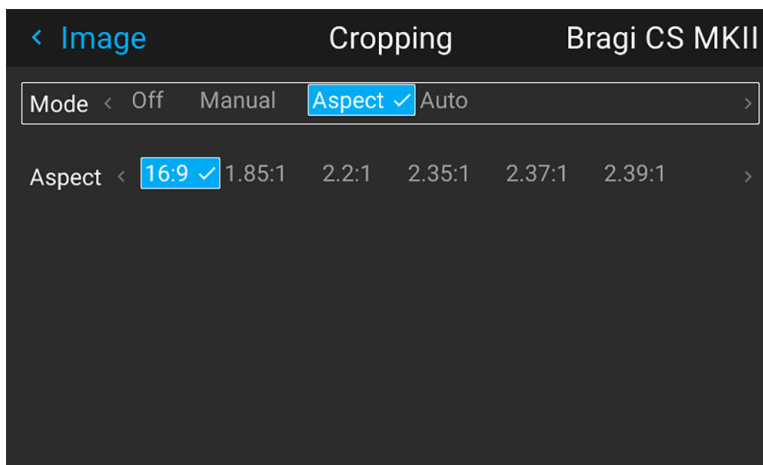 Image Cropping Bragi CS MKII
Mode Off Manual Aspect Auto
Aspect 16:9 1.85:1 2.2:1 2.35:1 2.37:1 2.39:1